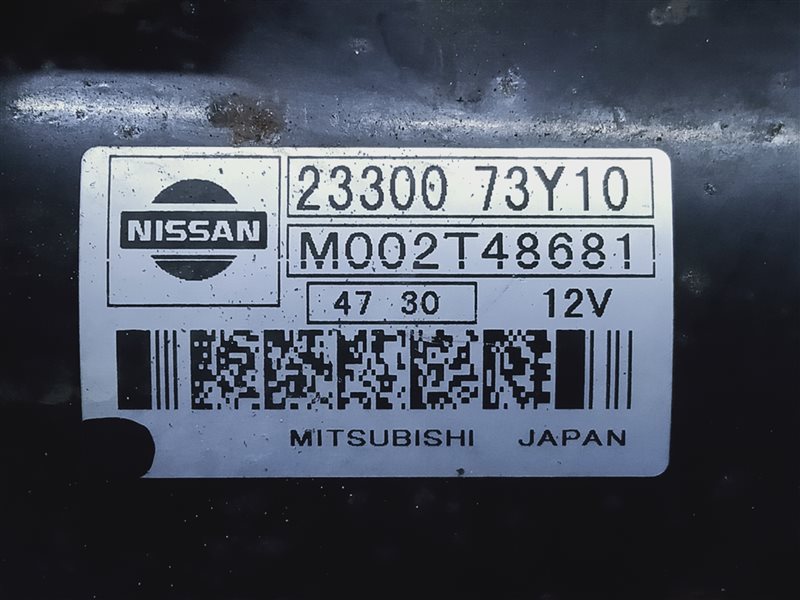 NISSAN
23300 73Y10
M002T48681
47 30 12V
MITSUBISHI JAPAN